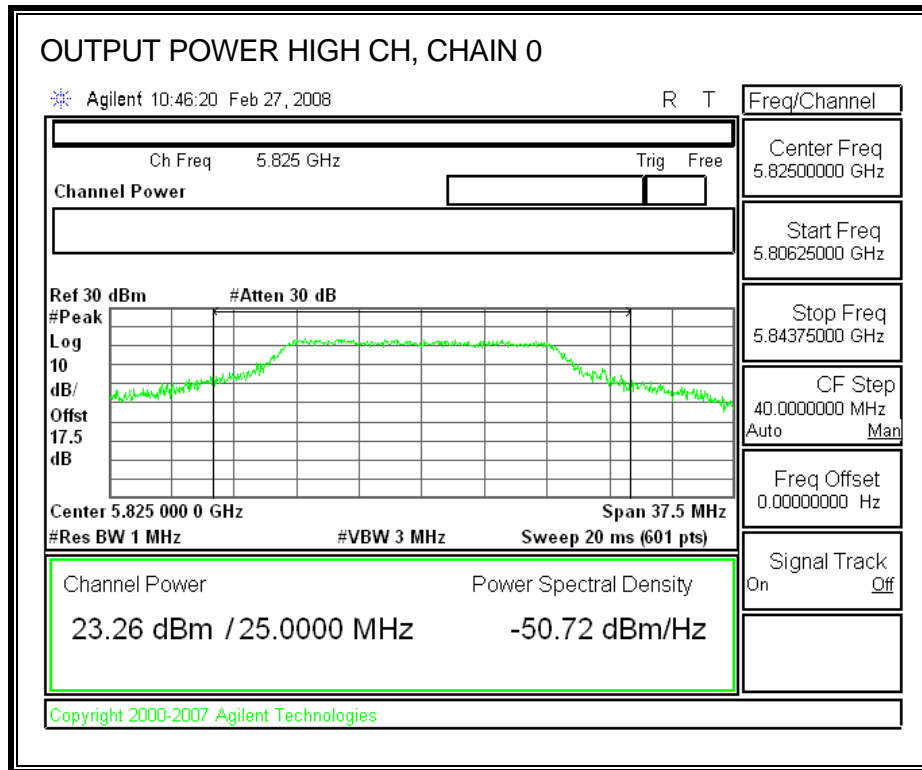 OUTPUT POWER HIGH CH, CHAIN 0
Agilent 10:46:20 Feb 27, 2008 R T
Freq/Channel
Ch Freq 5.825 GHz Trig Free
Channel Power
Center Freq
5.82500000 GHz
Start Freq
5.80625000 GHz
Stop Freq
5.84375000 GHz
CF Step
40.0000000 MHz
Auto Man
Freq Offset
0.00000000 Hz
Signal Track
On Off
Ref 30 dBm #Atten 30 dB
#Peak
Log
10
dB/
Offst
17.5
dB
Center 5.825 000 0 GHz Span 37.5 MHz
#Res BW 1 MHz #VBW 3 MHz Sweep 20 ms (601 pts)
Channel Power Power Spectral Density
23.26 dBm / 25.0000 MHz -50.72 dBm/Hz
Copyright 2000-2007 Agilent Technologies